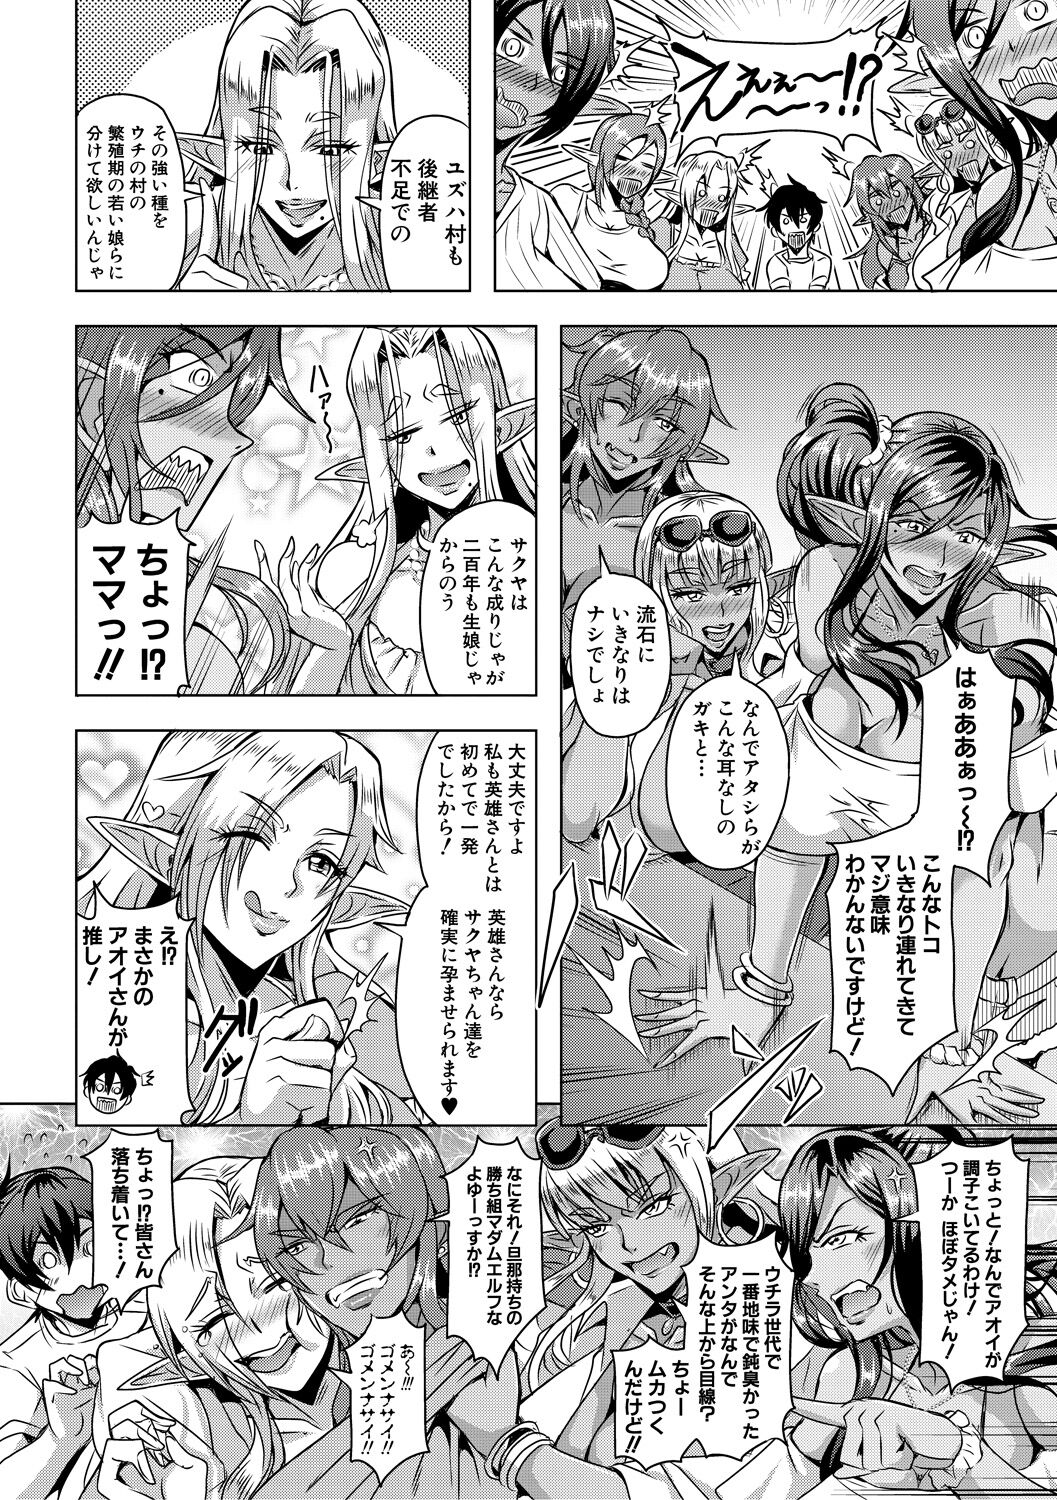 えぇぇ～～っ!?
ユズハ村も
後継者
不足での
その強い種を
ウチの村の
繁殖期の若い娘らに
分けて欲しいんじゃ
はぁああぁっ～!?
こんなトコ
いきなり連れてきて
マジ意味
わかんないですけど！
なんでアタシらが
こんな耳なしの
ガキと…
流石に
いきなりは
ナシでしょ
サクヤは
こんな成りじゃが
二百年も生娘じゃ
からのう
ハァ～
ちょっ!?
ママっ!!
大丈夫ですよ
私も英雄さんとは
初めてで一発
でしたから！
英雄さんなら
サクヤちゃん達を
確実に孕ませられます♥
え!?
まさかの
アオイさんが
推し！
ちょっと！なんでアオイが
調子こいてるわけ！
つーか ほぼタメじゃん！
ウチラ世代で
一番地味で鈍臭かった
アンタがなんで
そんな上から目線？
ちょー
ムカつく
んだけど!!
なにそれ！旦那持ちの
勝ち組マダムエルフな
よゆーっすか!?
あ～!!!
ゴメンナサイ!!
ゴメンナサイ!!
ちょっ!?皆さん
落ち着いて…！